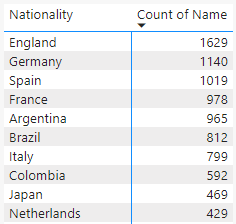 Nationality Count of Name
England 1629
Germany 1140
Spain 1019
France 978
Argentina 965
Brazil 812
Italy 799
Colombia 592
Japan 469
Netherlands 429